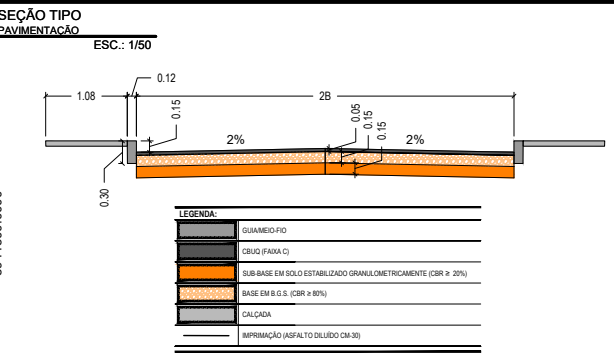 SEÇÃO TIPO
PAVIMENTAÇÃO
ESC.: 1/50
0.12
1.08
2B
0.15
0.05
0.15
0.15
2%
2%
0.30
LEGENDA:
GUIA/MEIO-FIO
CBUQ (FAIXA C)
SUB-BASE EM SOLO ESTABILIZADO GRANULOMETRICAMENTE (CBR ≥ 20%)
BASE EM B.G.S. (CBR ≥ 80%)
CALÇADA
IMPRIMAÇÃO (ASFALTO DILUÍDO CM-30)